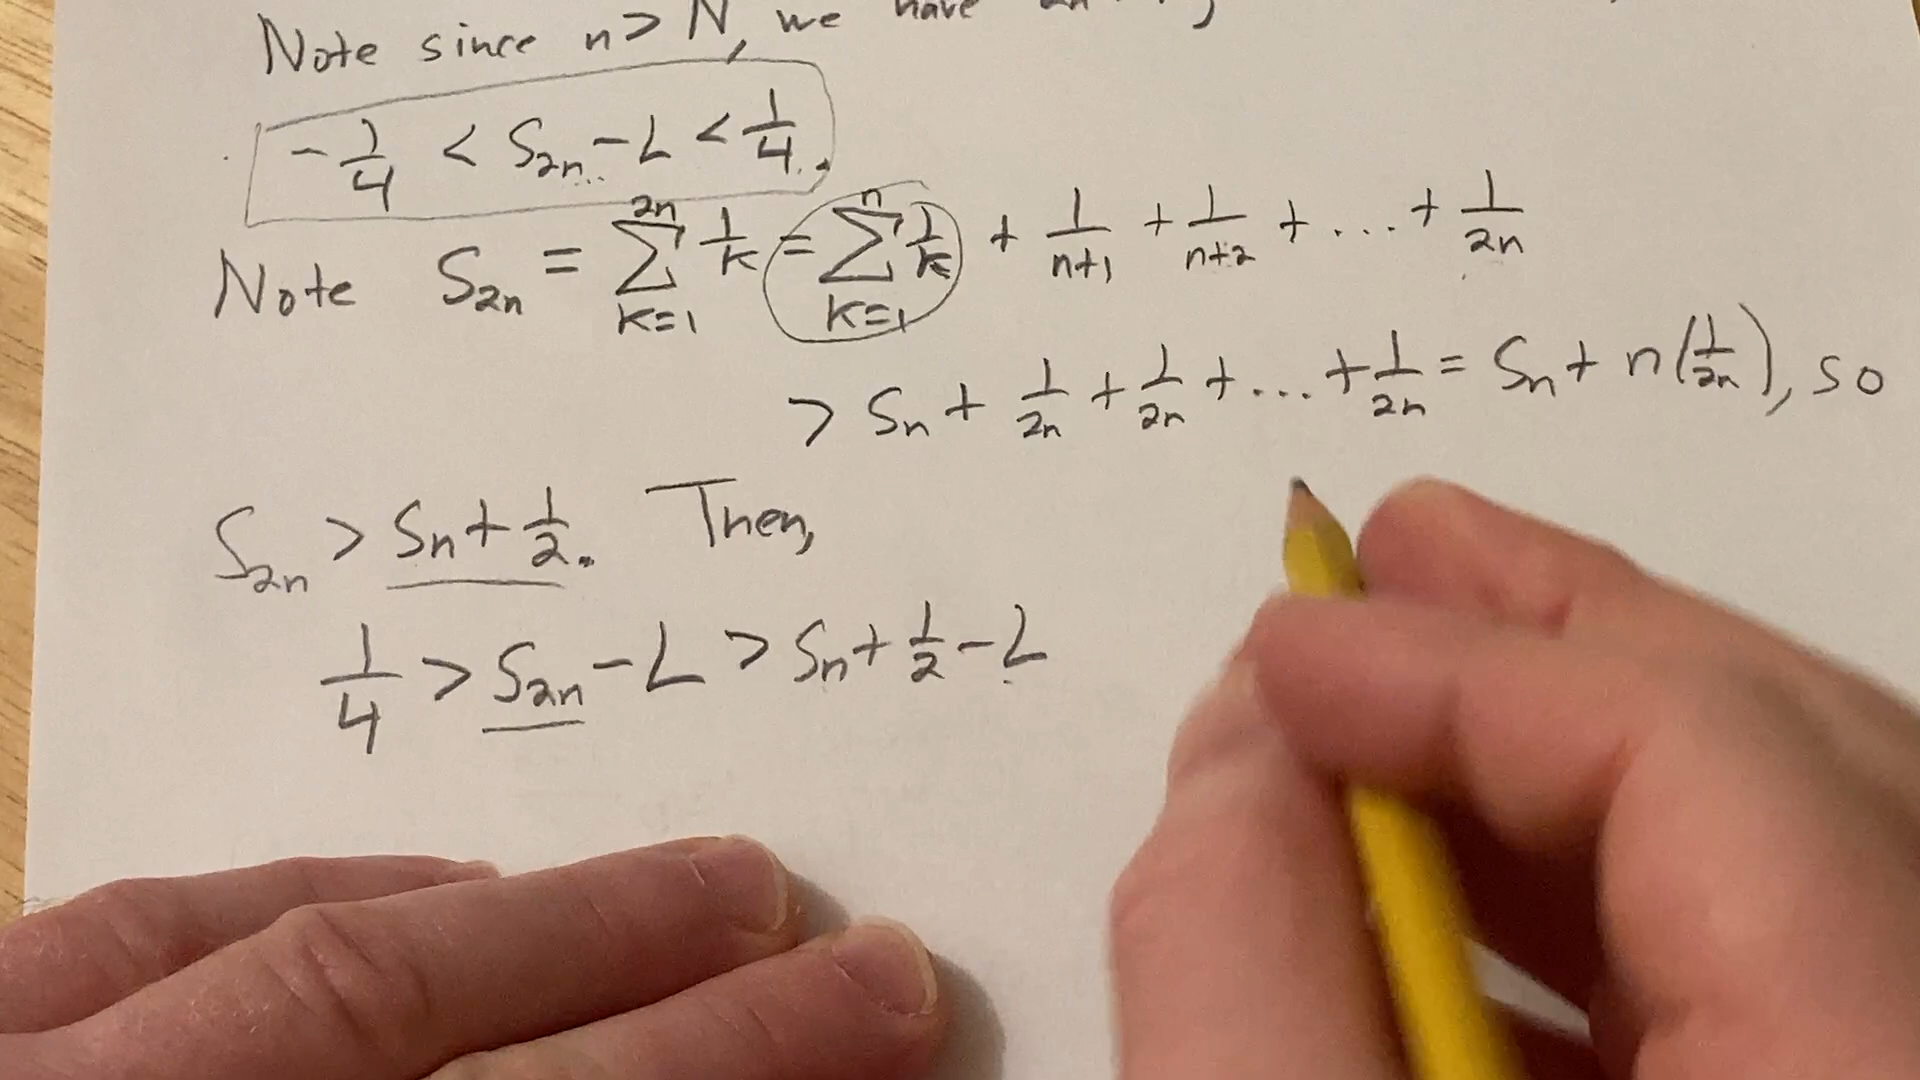 Note since n > N, we have
-1/4 < S_2n - L < 1/4.
Note S_2n = ∑_{k=1}^{2n} 1/k = ∑_{k=1}^{n} 1/k + 1/(n+1) + 1/(n+2) + ... + 1/2n
> S_n + 1/2n + 1/2n + ... + 1/2n = S_n + n(1/2n), so
S_2n > S_n + 1/2. Then,
1/4 > S_2n - L > S_n + 1/2 - L